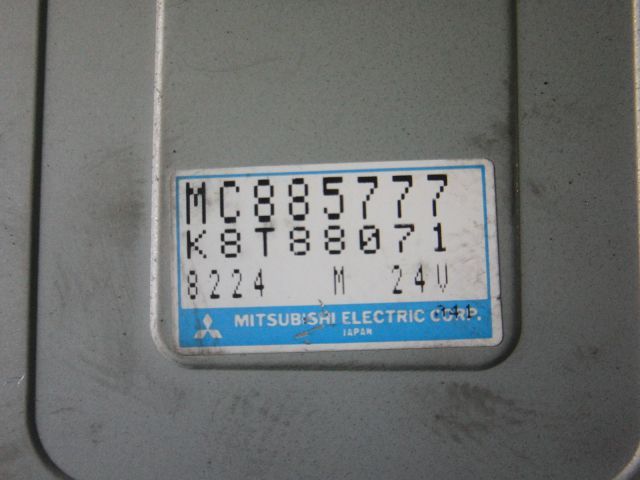 MC885777
K8T88071
8224 M 24V
MITSUBISHI ELECTRIC CORP.
JAPAN